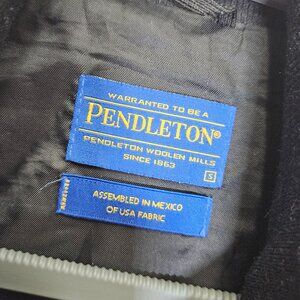 WARRANTED TO BE A
PENDLETON®
PENDLETON WOOLEN MILLS
SINCE 1863
S
ASSEMBLED IN MEXICO
OF USA FABRIC